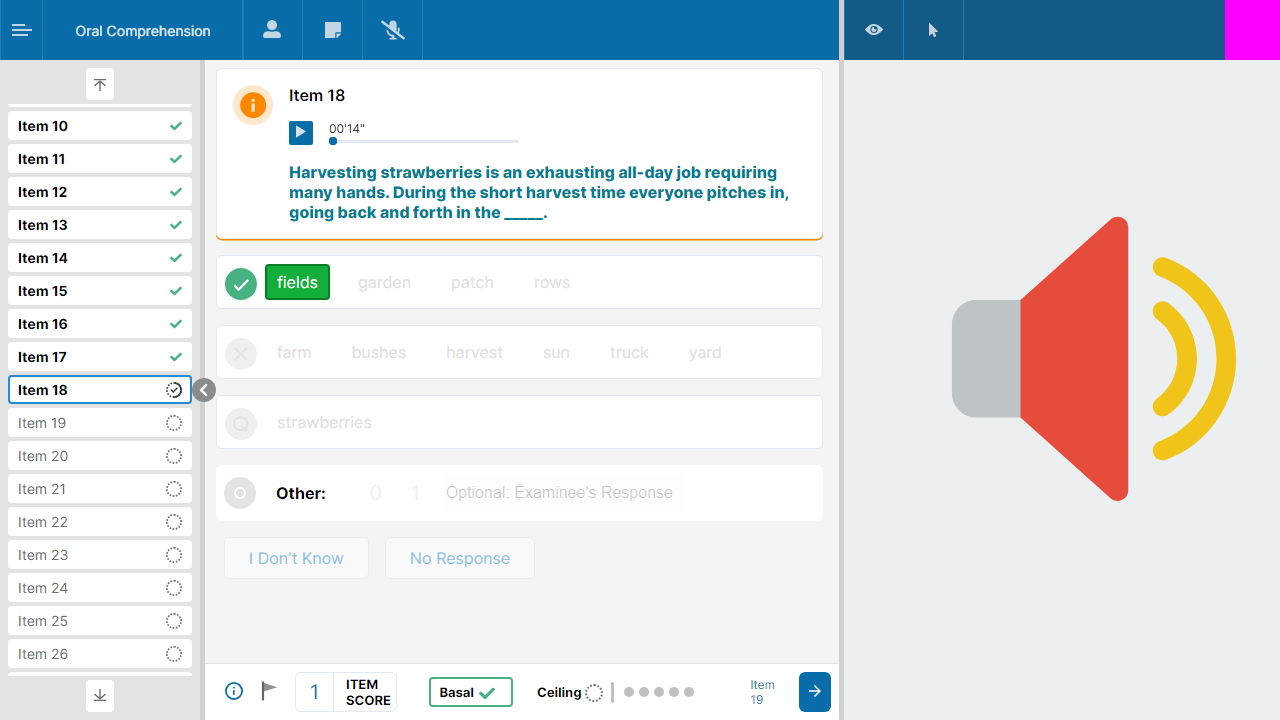 Oral Comprehension
Item 10
Item 11
Item 12
Item 13
Item 14
Item 15
Item 16
Item 17
Item 18
Item 19
Item 20
Item 21
Item 22
Item 23
Item 24
Item 25
Item 26
Item 18
00'14"
Harvesting strawberries is an exhausting all-day job requiring
many hands. During the short harvest time everyone pitches in,
going back and forth in the _____.
fields garden patch rows
farm bushes harvest sun truck yard
Q strawberries
Other: 0 1 Optional: Examinee's Response
I Don't Know No Response
1 ITEM
SCORE
Basal
Ceiling
Item
19